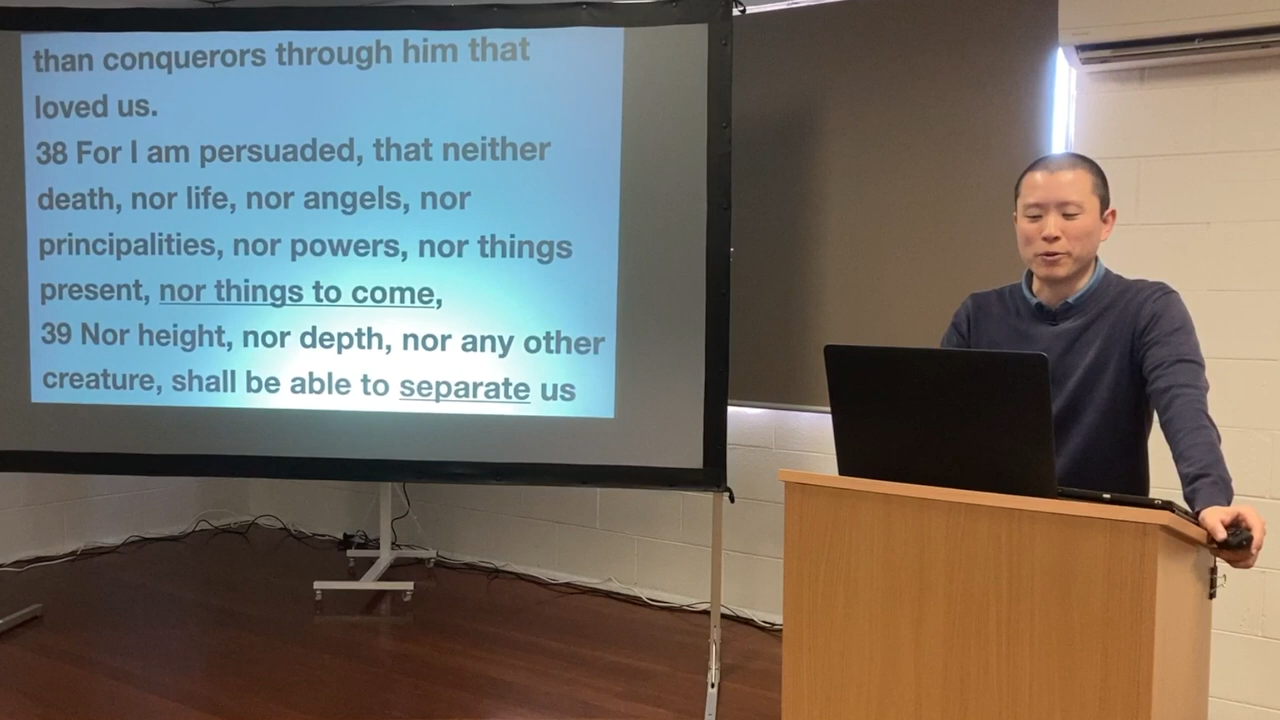 than conquerors through him that
loved us.
38 For I am persuaded, that neither
death, nor life, nor angels, nor
principalities, nor powers, nor things
present, nor things to come,
39 Nor height, nor depth, nor any other
creature, shall be able to separate us